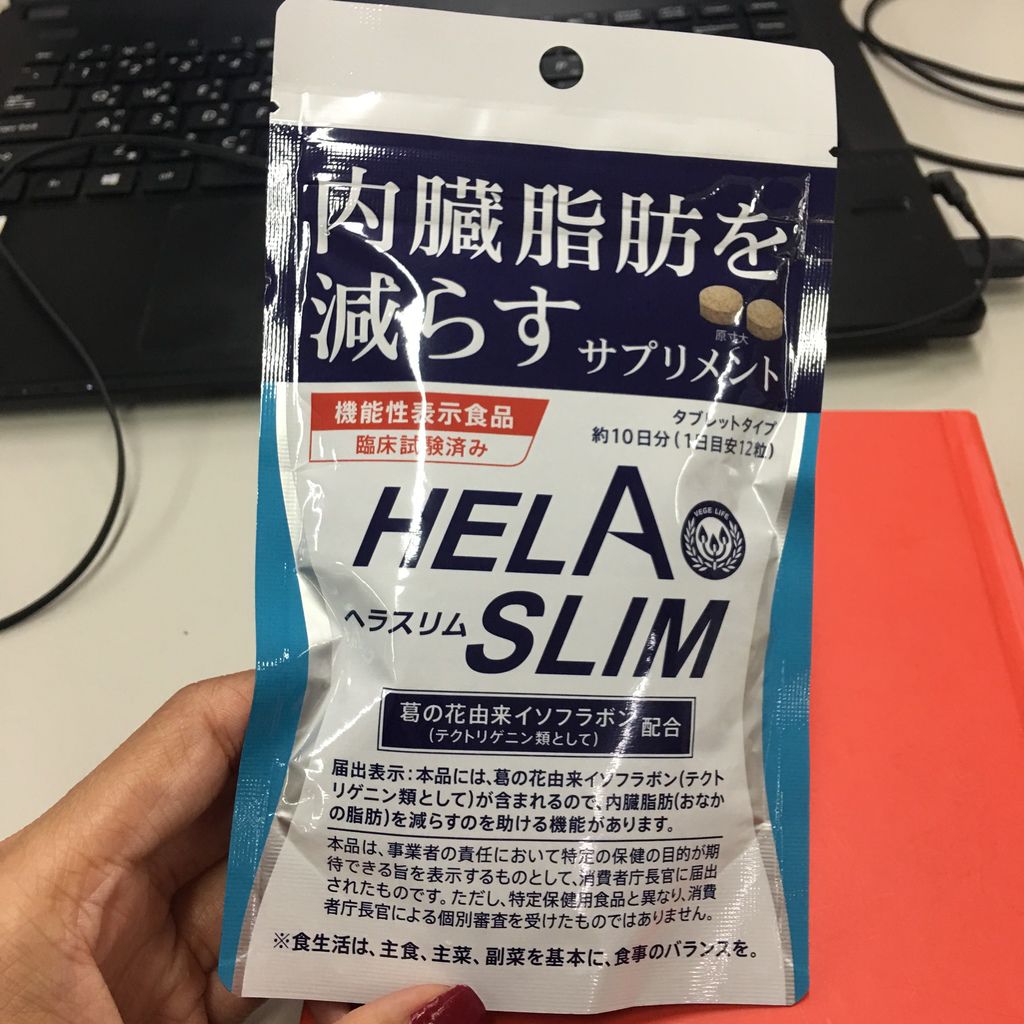 内臓脂肪を
減らす
サプリメント
原寸大
機能性表示食品
臨床試験済み
タブレットタイプ
約10日分(1日目安12粒)
HELA
VEGE LIFE
ヘラスリム
SLIM
葛の花由来イソフラボン
(テクトリゲニン類として)
配合
届出表示:本品には、葛の花由来イソフラボン(テクト
リゲニン類として)が含まれるので、内臓脂肪(おなか
の脂肪)を減らすのを助ける機能があります。
本品は、事業者の責任において特定の保健の目的が期
待できる旨を表示するものとして、消費者庁長官に届出
されたものです。ただし、特定保健用食品と異なり、消費
者庁長官による個別審査を受けたものではありません。
※食生活は、主食、主菜、副菜を基本に、食事のバランスを。